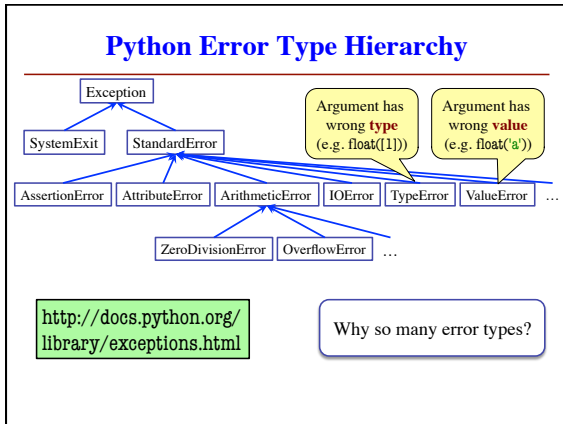 Python Error Type Hierarchy
Exception
Argument has
wrong type
(e.g. float([1]))
Argument has
wrong value
(e.g. float('a'))
SystemExit
StandardError
AssertionError
AttributeError
ArithmeticError
IOError
TypeError
ValueError
…
ZeroDivisionError
OverflowError
…
http://docs.python.org/
library/exceptions.html
Why so many error types?